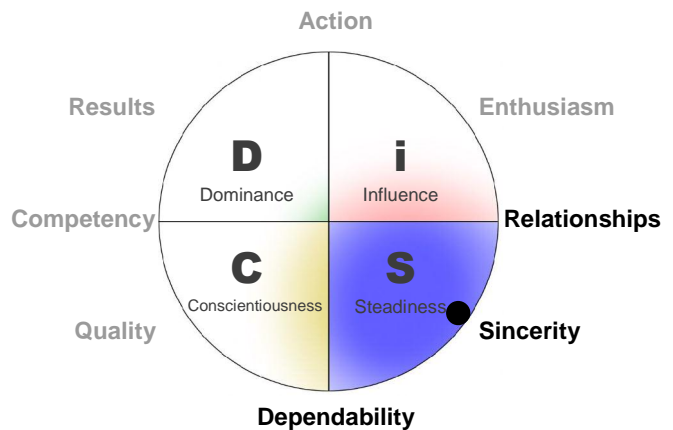 Action
Results
Enthusiasm
D
Dominance
i
Influence
Competency
Relationships
C
Conscientiousness
S
Steadiness
Quality
Sincerity
Dependability